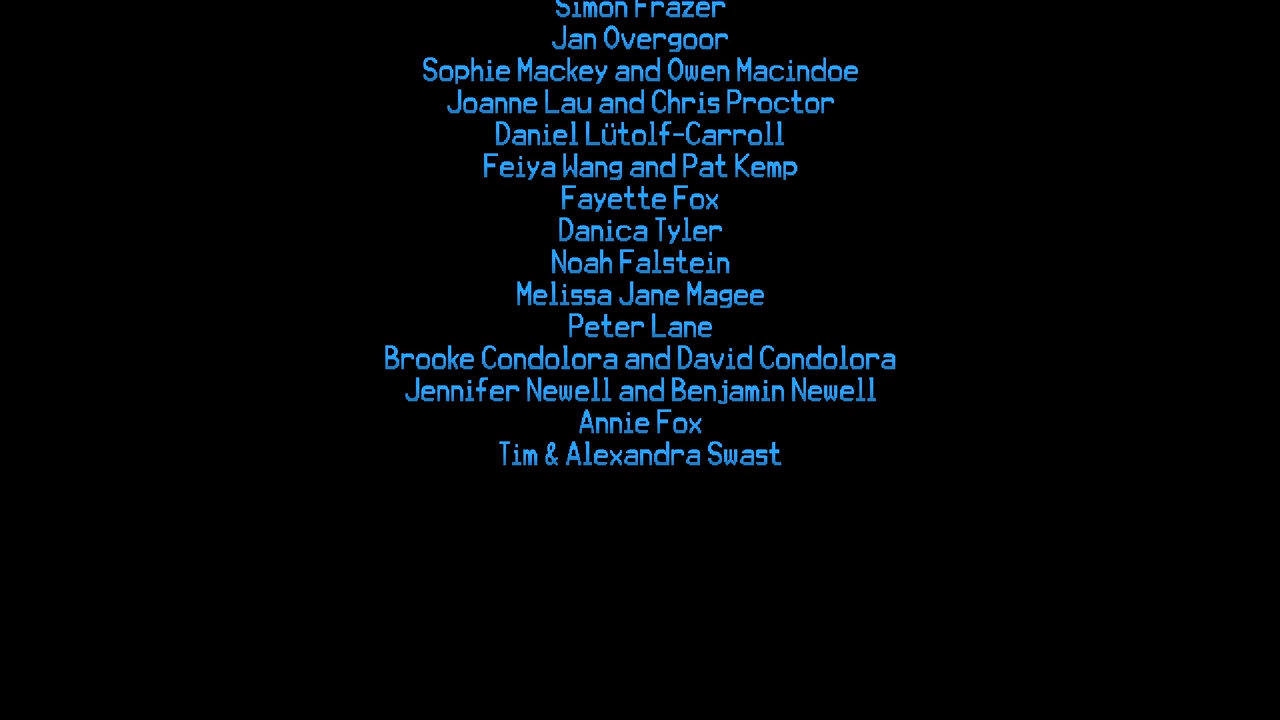 Simon Frazer
Jan Overgoor
Sophie Mackey and Owen Macindoe
Joanne Lau and Chris Proctor
Daniel Lütolf-Carroll
Feiya Wang and Pat Kemp
Fayette Fox
Danica Tyler
Noah Falstein
Melissa Jane Magee
Peter Lane
Brooke Condolora and David Condolora
Jennifer Newell and Benjamin Newell
Annie Fox
Tim & Alexandra Swast